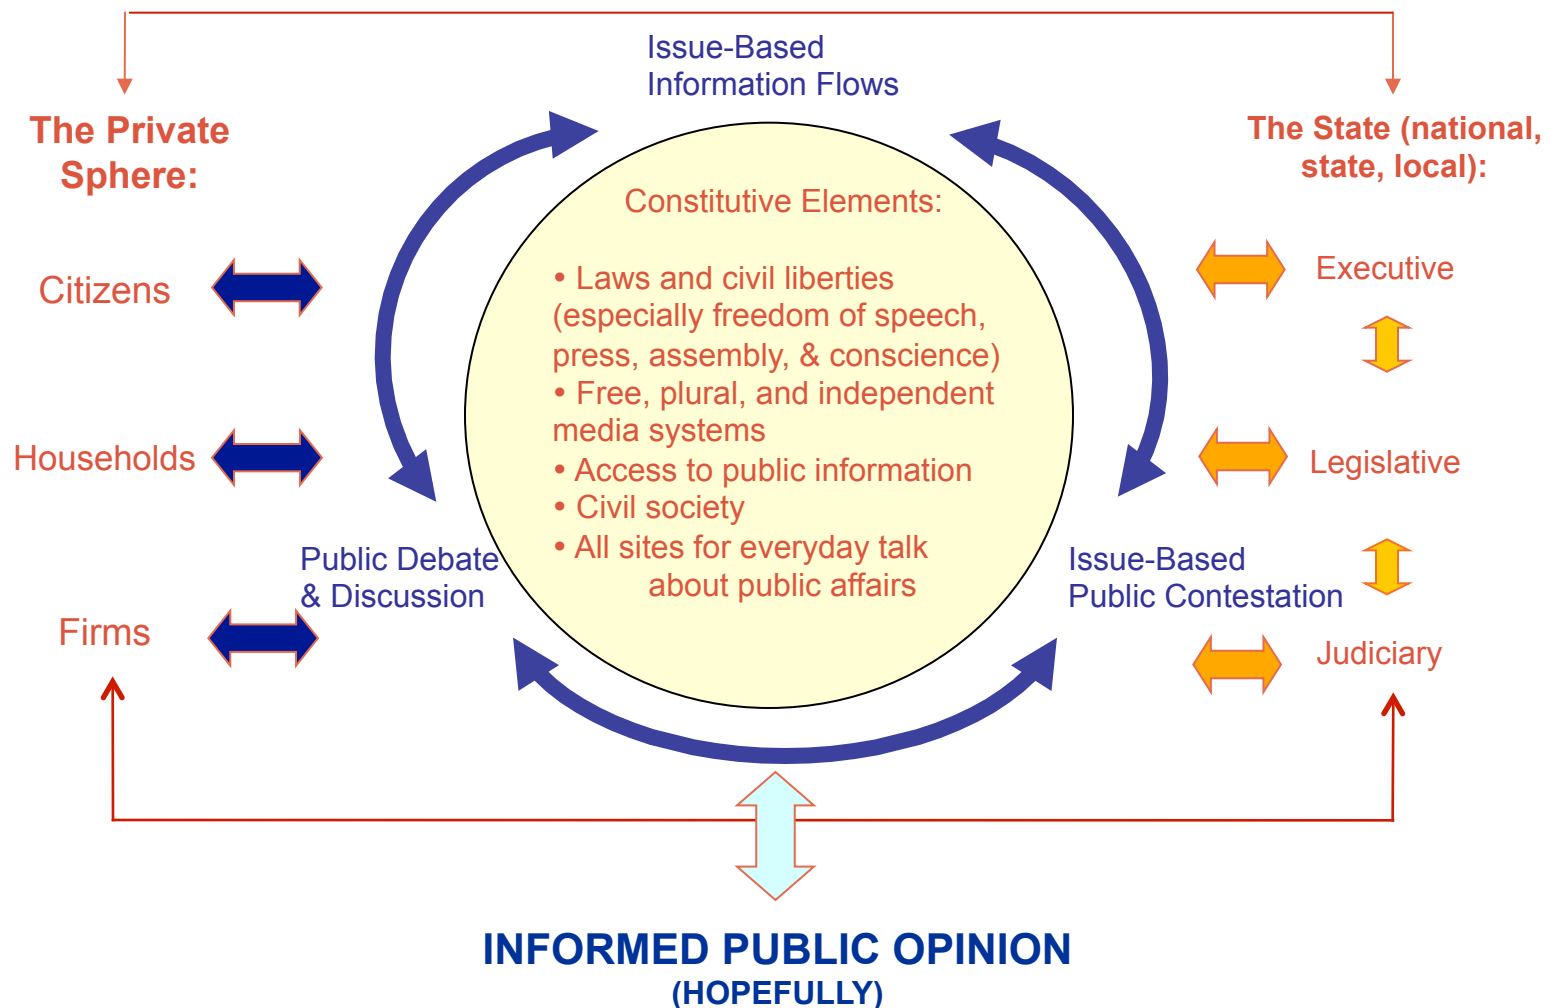 Issue-Based
Information Flows
The Private
Sphere:
Citizens
Households
Firms
Constitutive Elements:
• Laws and civil liberties
(especially freedom of speech,
press, assembly, & conscience)
• Free, plural, and independent
media systems
• Access to public information
• Civil society
• All sites for everyday talk
about public affairs
Public Debate
& Discussion
Issue-Based
Public Contestation
The State (national,
state, local):
Executive
Legislative
Judiciary
INFORMED PUBLIC OPINION
(HOPEFULLY)